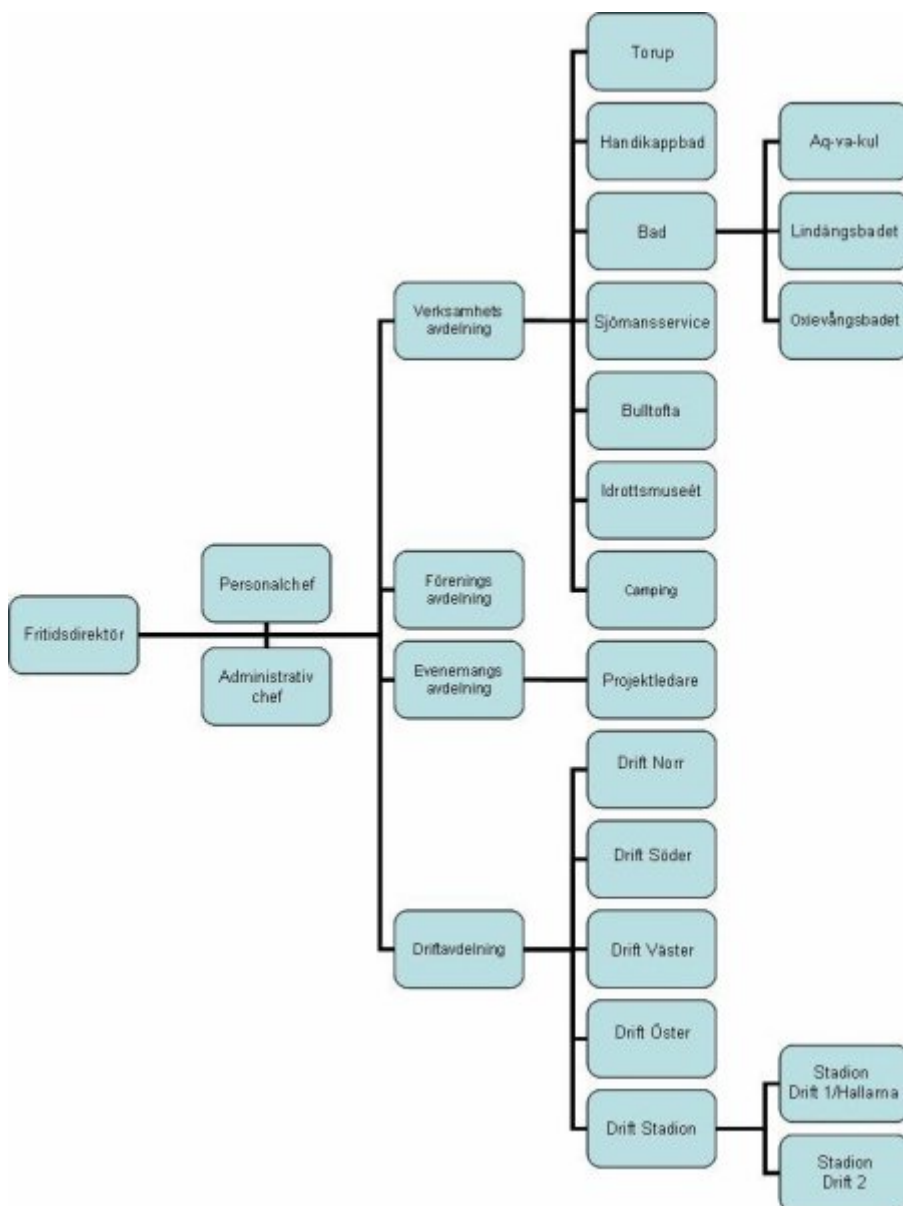 Torup
Handikappbad
Aq-va-kul
Bad
Lindängsbadet
Verksamhets
avdelning
Sjömansservice
Oxievångsbadet
Bulltofta
Idrottsmuseét
Personalchef
Förenings
avdelning
Camping
Fritidsdirektör
Administrativ
chef
Evenemangs
avdelning
Projektledare
Drift Norr
Drift Söder
Driftavdelning
Drift Väster
Drift Öster
Drift Stadion
Stadion
Drift 1/Hallarna
Stadion
Drift 2